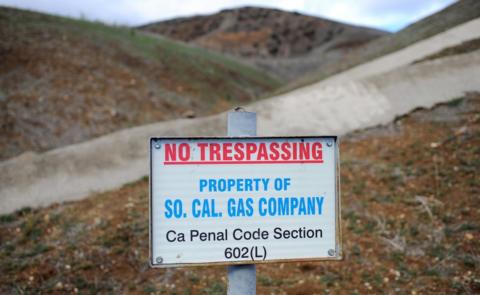 NO TRESPASSING
PROPERTY OF
SO. CAL. GAS COMPANY
Ca Penal Code Section
602(L)